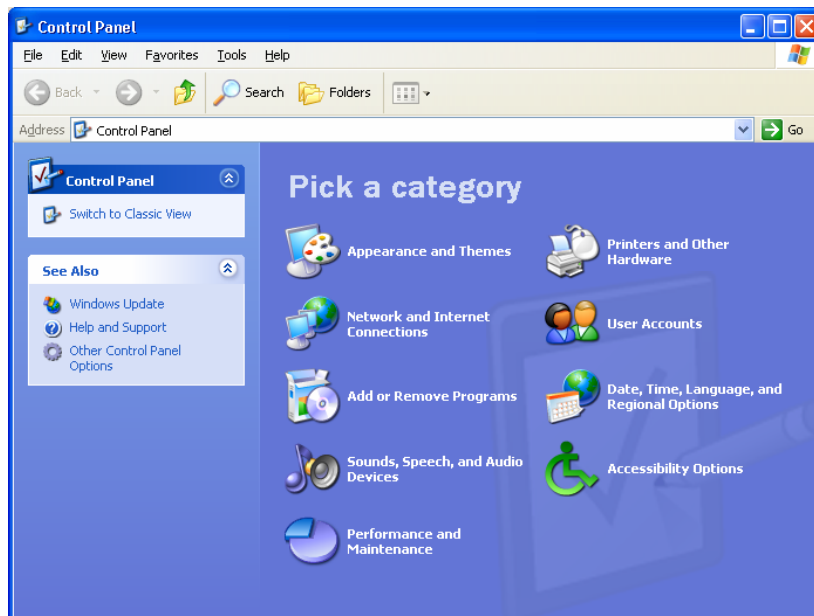 Control Panel
File Edit View Favorites Tools Help
Back Search Folders
Address Control Panel Go
Control Panel
Switch to Classic View
See Also
Windows Update
Help and Support
Other Control Panel
Options
Pick a category
Appearance and Themes
Printers and Other
Hardware
Network and Internet
Connections
User Accounts
Add or Remove Programs
Date, Time, Language, and
Regional Options
Sounds, Speech, and Audio
Devices
Accessibility Options
Performance and
Maintenance